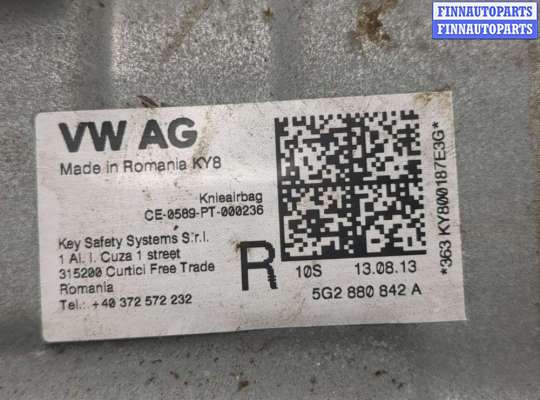 FINNAUTOPARTS
FINNAUTOPARTS
VW AG
Made in Romania KY8
Knieairbag
CE-0589-PT-000236
Key Safety Systems S.r.l.
1 Al. I. Cuza 1 street
315200 Curtici Free Trade
Romania
Tel.: +40 372 572 232
R
10S 13.08.13
5G2 880 842 A
*363 KY800187E3G*